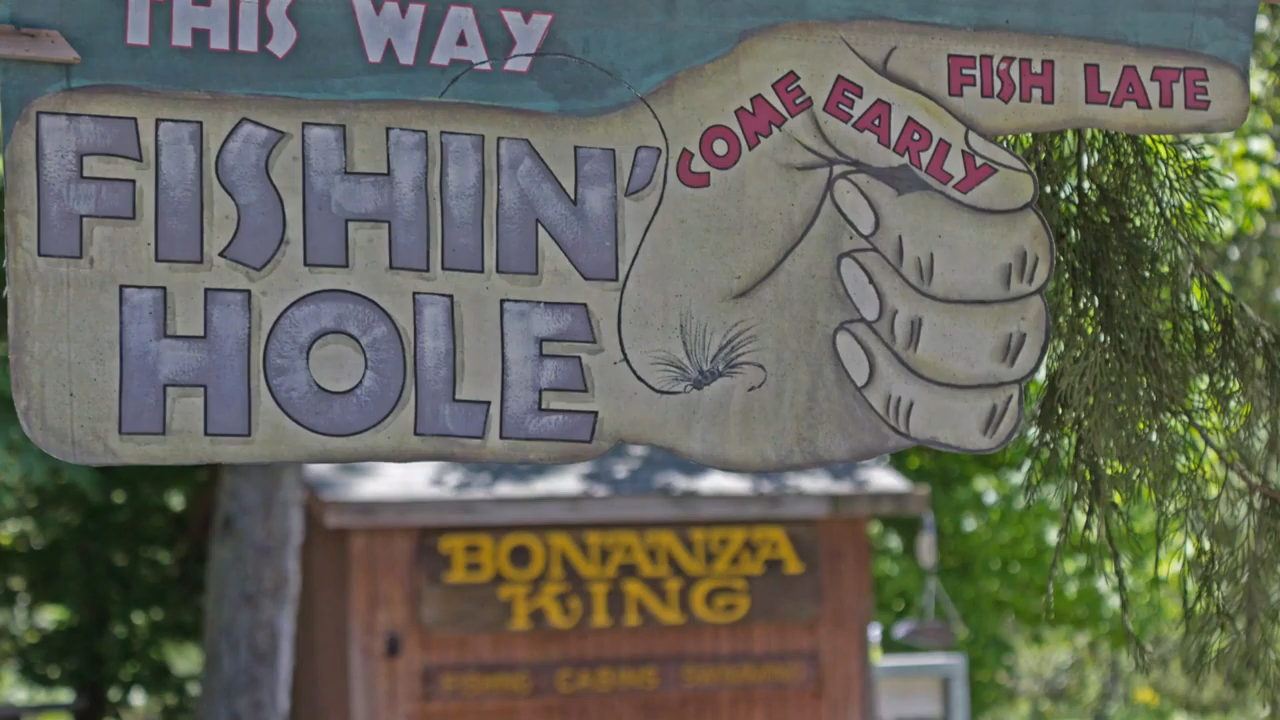 THIS WAY
FISHIN'
HOLE
COME EARLY
FISH LATE
BONANZA
KING
FISHING CABINS SWIMMING